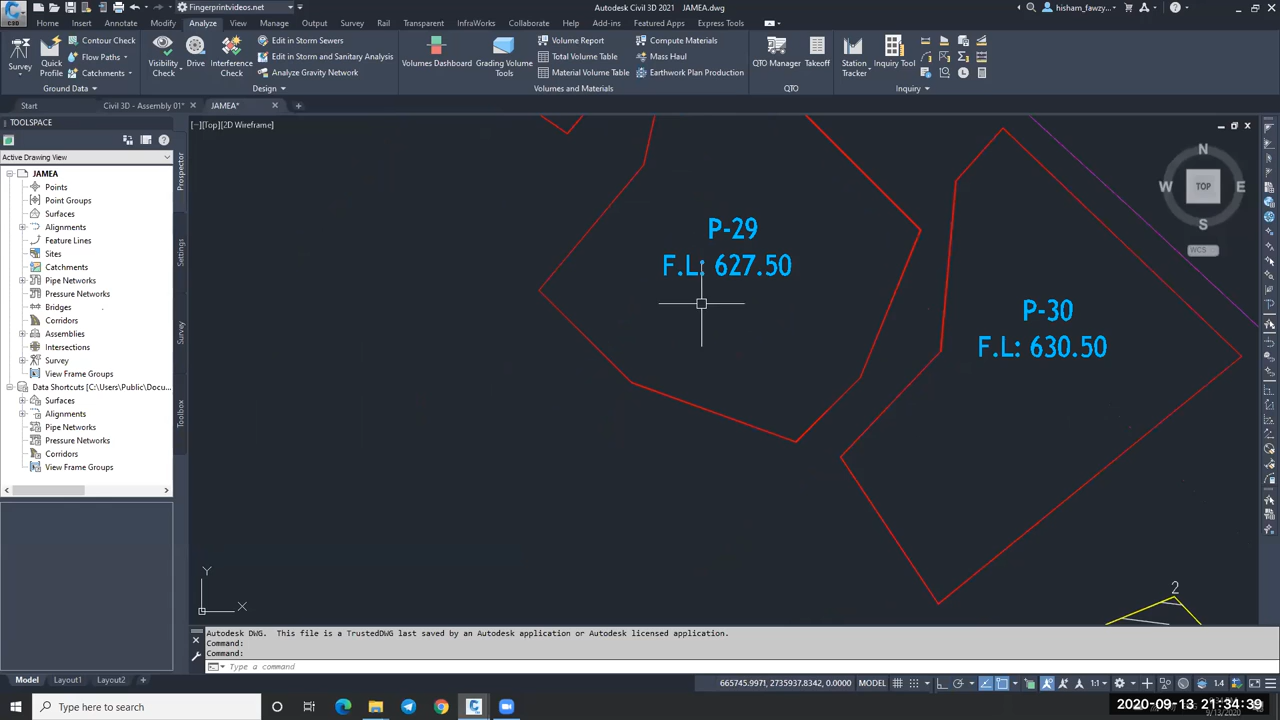 Fingerprintvideos.net
Autodesk Civil 3D 2021 JAMEA.dwg
hisham_fawzy...
C3D
Home Insert Annotate Modify Analyze View Manage Output Survey Rail Transparent InfraWorks Collaborate Help Add-ins Featured Apps Express Tools
Survey
Quick Profile
Contour Check
Flow Paths
Catchments
Ground Data
Visibility Check
Drive
Interference Check
Edit in Storm Sewers
Edit in Storm and Sanitary Analysis
Analyze Gravity Network
Design
Volumes Dashboard
Grading Volume Tools
Volume Report
Total Volume Table
Material Volume Table
Compute Materials
Mass Haul
Earthwork Plan Production
Volumes and Materials
QTO Manager
Takeoff
QTO
Station Tracker
Inquiry Tool
Inquiry
Start
Civil 3D - Assembly 01*
JAMEA*
TOOLSPACE
Active Drawing View
JAMEA
Points
Point Groups
Surfaces
Alignments
Feature Lines
Sites
Catchments
Pipe Networks
Pressure Networks
Bridges
Corridors
Assemblies
Intersections
Survey
View Frame Groups
Data Shortcuts [C:\Users\Public\Docu...
Surfaces
Alignments
Pipe Networks
Pressure Networks
Corridors
View Frame Groups
Prospector
Settings
Survey
Toolbox
[−][Top][2D Wireframe]
N
W TOP E
S
WCS
P-29
F.L: 627.50
P-30
F.L: 630.50
2
Y
X
Autodesk DWG. This file is a TrustedDWG last saved by an Autodesk application or Autodesk licensed application.
Command:
Command:
Type a command
Model Layout1 Layout2
665745.9971, 2735937.8342, 0.0000 MODEL
1:1
1:4
Type here to search
2020-09-13 21:34:39